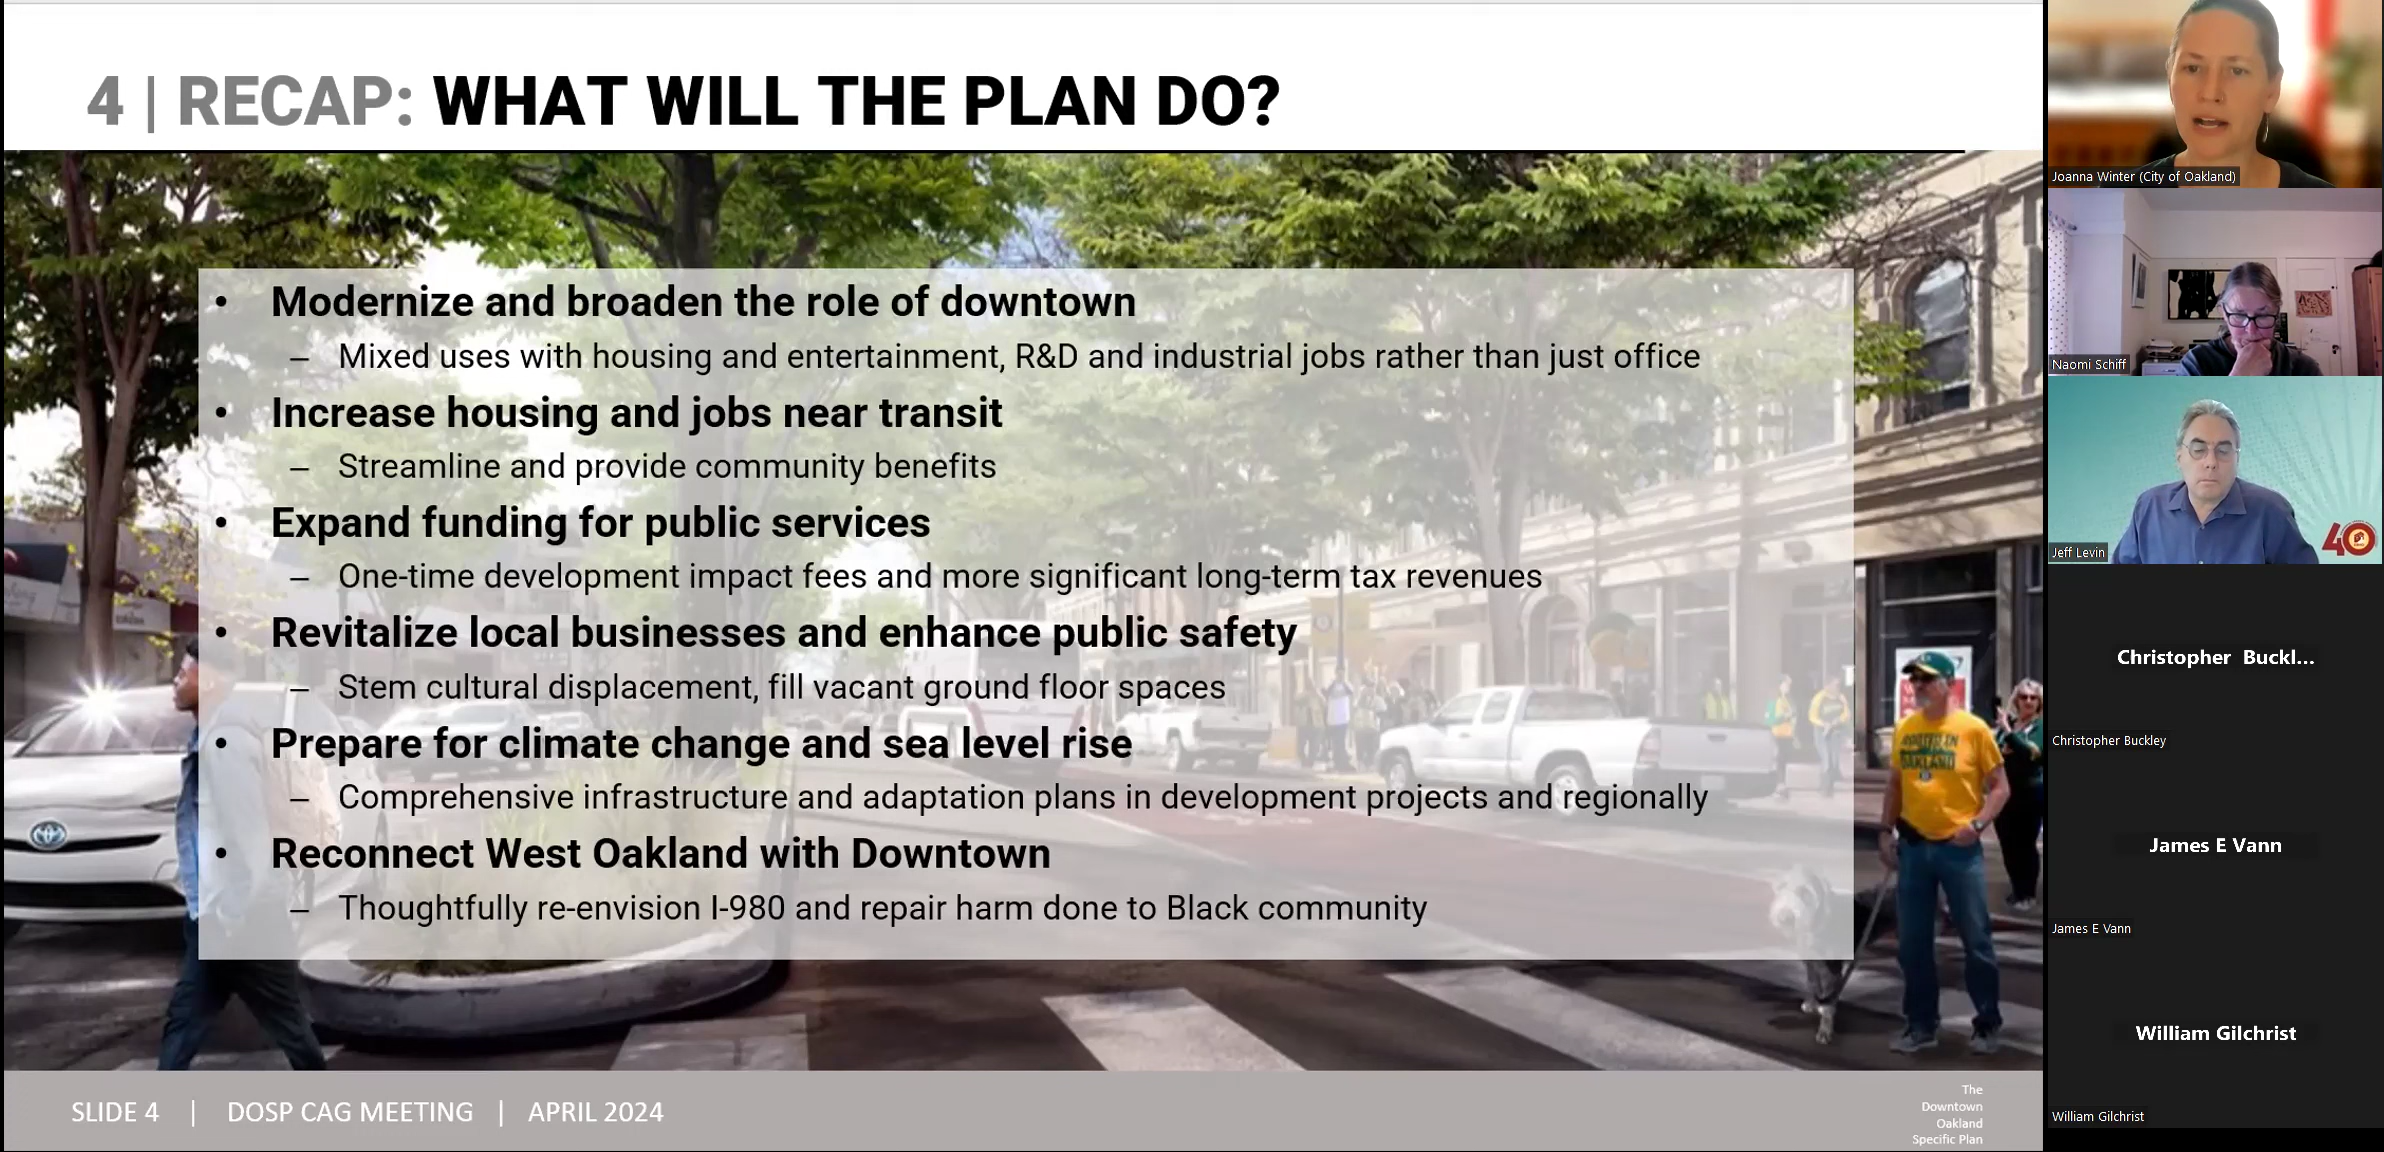 4 | RECAP: WHAT WILL THE PLAN DO?
• Modernize and broaden the role of downtown
– Mixed uses with housing and entertainment, R&D and industrial jobs rather than just office
• Increase housing and jobs near transit
– Streamline and provide community benefits
• Expand funding for public services
– One-time development impact fees and more significant long-term tax revenues
• Revitalize local businesses and enhance public safety
– Stem cultural displacement, fill vacant ground floor spaces
• Prepare for climate change and sea level rise
– Comprehensive infrastructure and adaptation plans in development projects and regionally
• Reconnect West Oakland with Downtown
– Thoughtfully re-envision I-980 and repair harm done to Black community
OAKLAND
SLIDE 4 | DOSP CAG MEETING | APRIL 2024
The
Downtown
Oakland
Specific Plan
Joanna Winter (City of Oakland)
Naomi Schiff
40
Jeff Levin
Christopher Buckl...
Christopher Buckley
James E Vann
James E Vann
William Gilchrist
William Gilchrist